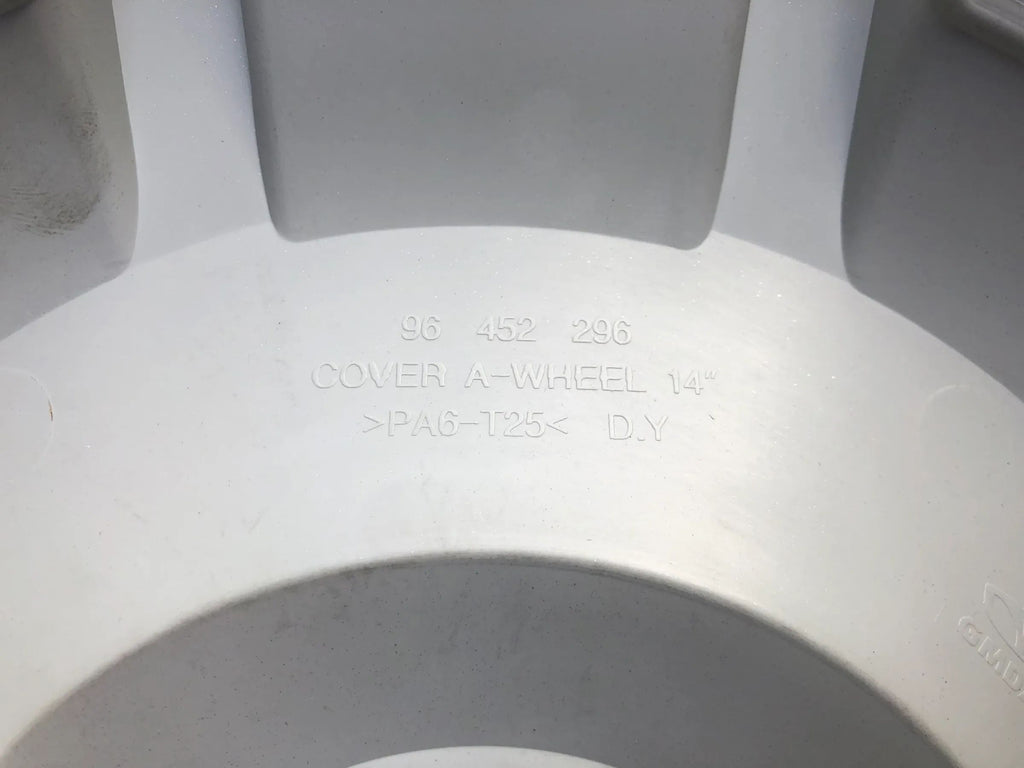 96 452 296
COVER A-WHEEL 14"
>PA6-T25< D.Y